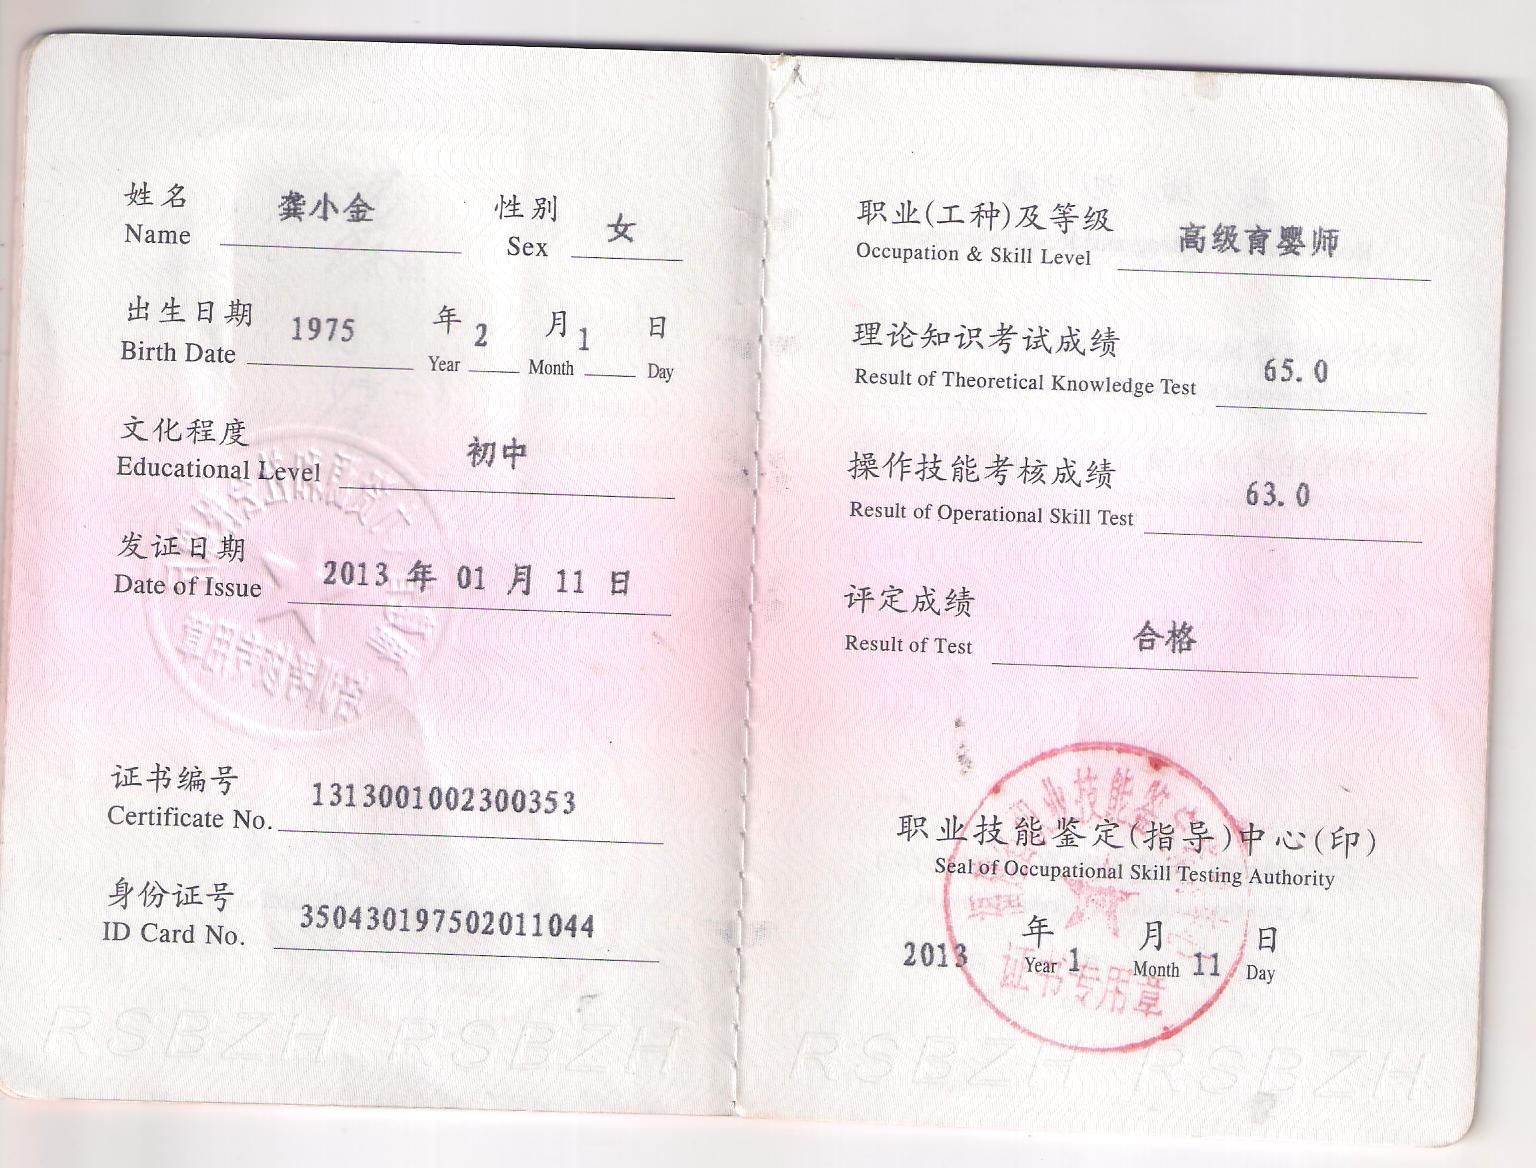 姓名 龚小金 性别 女
Name Sex
出生日期 1975 年 2 月 1 日
Birth Date Year Month Day
文化程度 初中
Educational Level
发证日期 2013 年 01 月 11 日
Date of Issue
证书编号 1313001002300353
Certificate No.
身份证号 350430197502011044
ID Card No.
RSBZH RSBZH
职业(工种)及等级 高级育婴师
Occupation & Skill Level
理论知识考试成绩 65.0
Result of Theoretical Knowledge Test
操作技能考核成绩 63.0
Result of Operational Skill Test
评定成绩 合格
Result of Test
职业技能鉴定(指导)中心(印)
Seal of Occupational Skill Testing Authority
2013 年 1 月 11 日
Year Month Day
证书专用章
RSBZH RSBZH